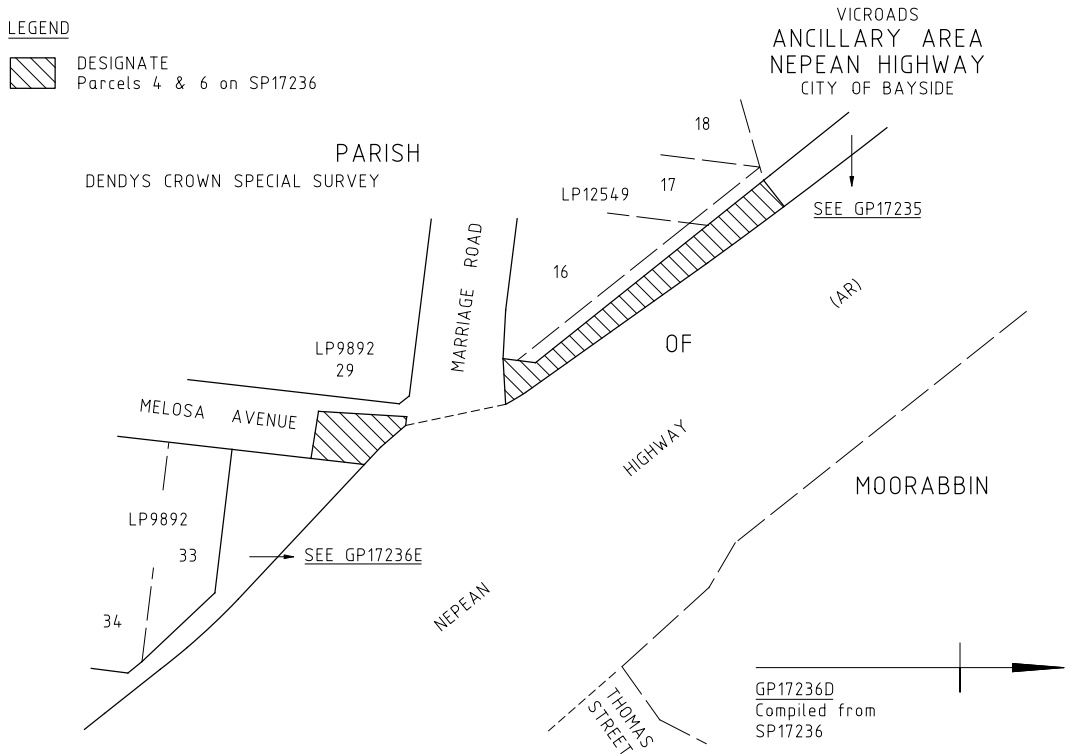 LEGEND
DESIGNATE
Parcels 4 & 6 on SP17236
VICROADS
ANCILLARY AREA
NEPEAN HIGHWAY
CITY OF BAYSIDE
PARISH
DENDYS CROWN SPECIAL SURVEY
18
17
LP12549
SEE GP17235
16
MARRIAGE ROAD
(AR)
OF
LP9892
29
MELOSA AVENUE
HIGHWAY
MOORABBIN
LP9892
33
SEE GP17236E
34
NEPEAN
THOMAS
STREET
GP17236D
Compiled from
SP17236